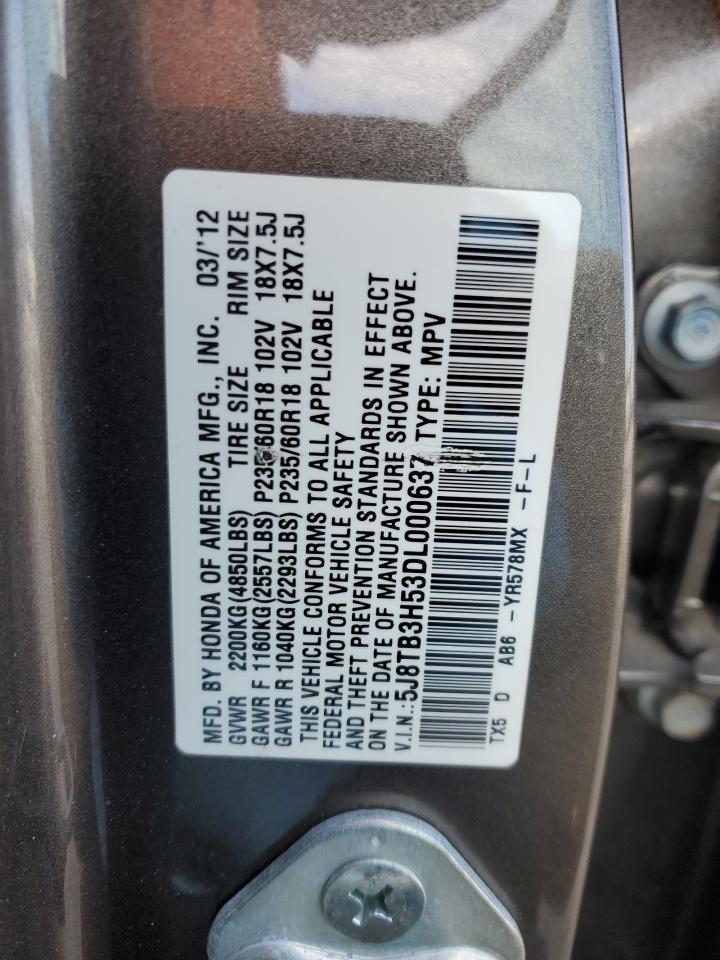 MFD. BY HONDA OF AMERICA MFG., INC. 03/'12
GVWR 2200KG(4850LBS) TIRE SIZE RIM SIZE
GAWR F 1160KG(2557LBS) P235/60R18 102V 18X7.5J
GAWR R 1040KG(2293LBS) P235/60R18 102V 18X7.5J
THIS VEHICLE CONFORMS TO ALL APPLICABLE
FEDERAL MOTOR VEHICLE SAFETY
AND THEFT PREVENTION STANDARDS IN EFFECT
ON THE DATE OF MANUFACTURE SHOWN ABOVE.
V.I.N.:5J8TB3H53DL000637 TYPE: MPV
TX5 D AB6 -YR578MX -F-L